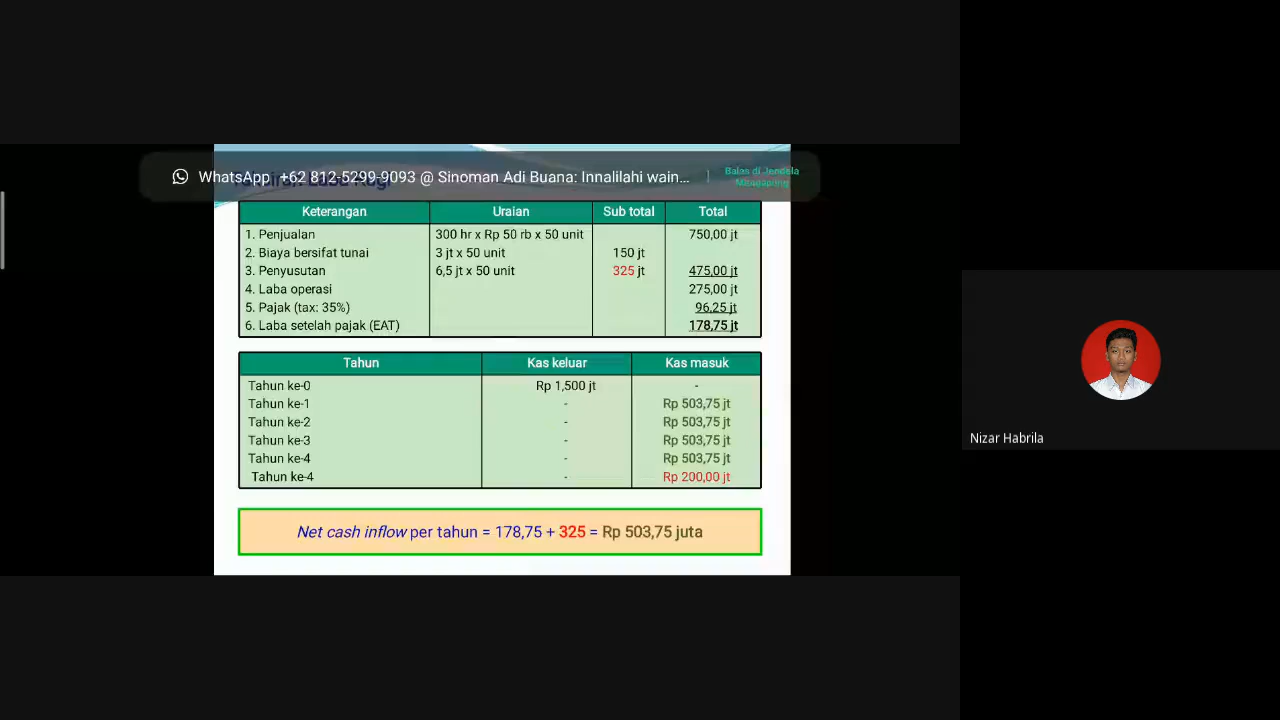 WhatsApp +62 812-5299-9093 @ Sinoman Adi Buana: Innalilahi wain... | Balas di Jendela
Mengapung
Laba Rugi
Keterangan Uraian Sub total Total
1. Penjualan 300 hr x Rp 50 rb x 50 unit 750,00 jt
2. Biaya bersifat tunai 3 jt x 50 unit 150 jt
3. Penyusutan 6,5 jt x 50 unit 325 jt 475,00 jt
4. Laba operasi 275,00 jt
5. Pajak (tax: 35%) 96,25 jt
6. Laba setelah pajak (EAT) 178,75 jt
Tahun Kas keluar Kas masuk
Tahun ke-0 Rp 1,500 jt -
Tahun ke-1 - Rp 503,75 jt
Tahun ke-2 - Rp 503,75 jt
Tahun ke-3 - Rp 503,75 jt
Tahun ke-4 - Rp 503,75 jt
Tahun ke-4 - Rp 200,00 jt
Net cash inflow per tahun = 178,75 + 325 = Rp 503,75 juta
Nizar Habrila